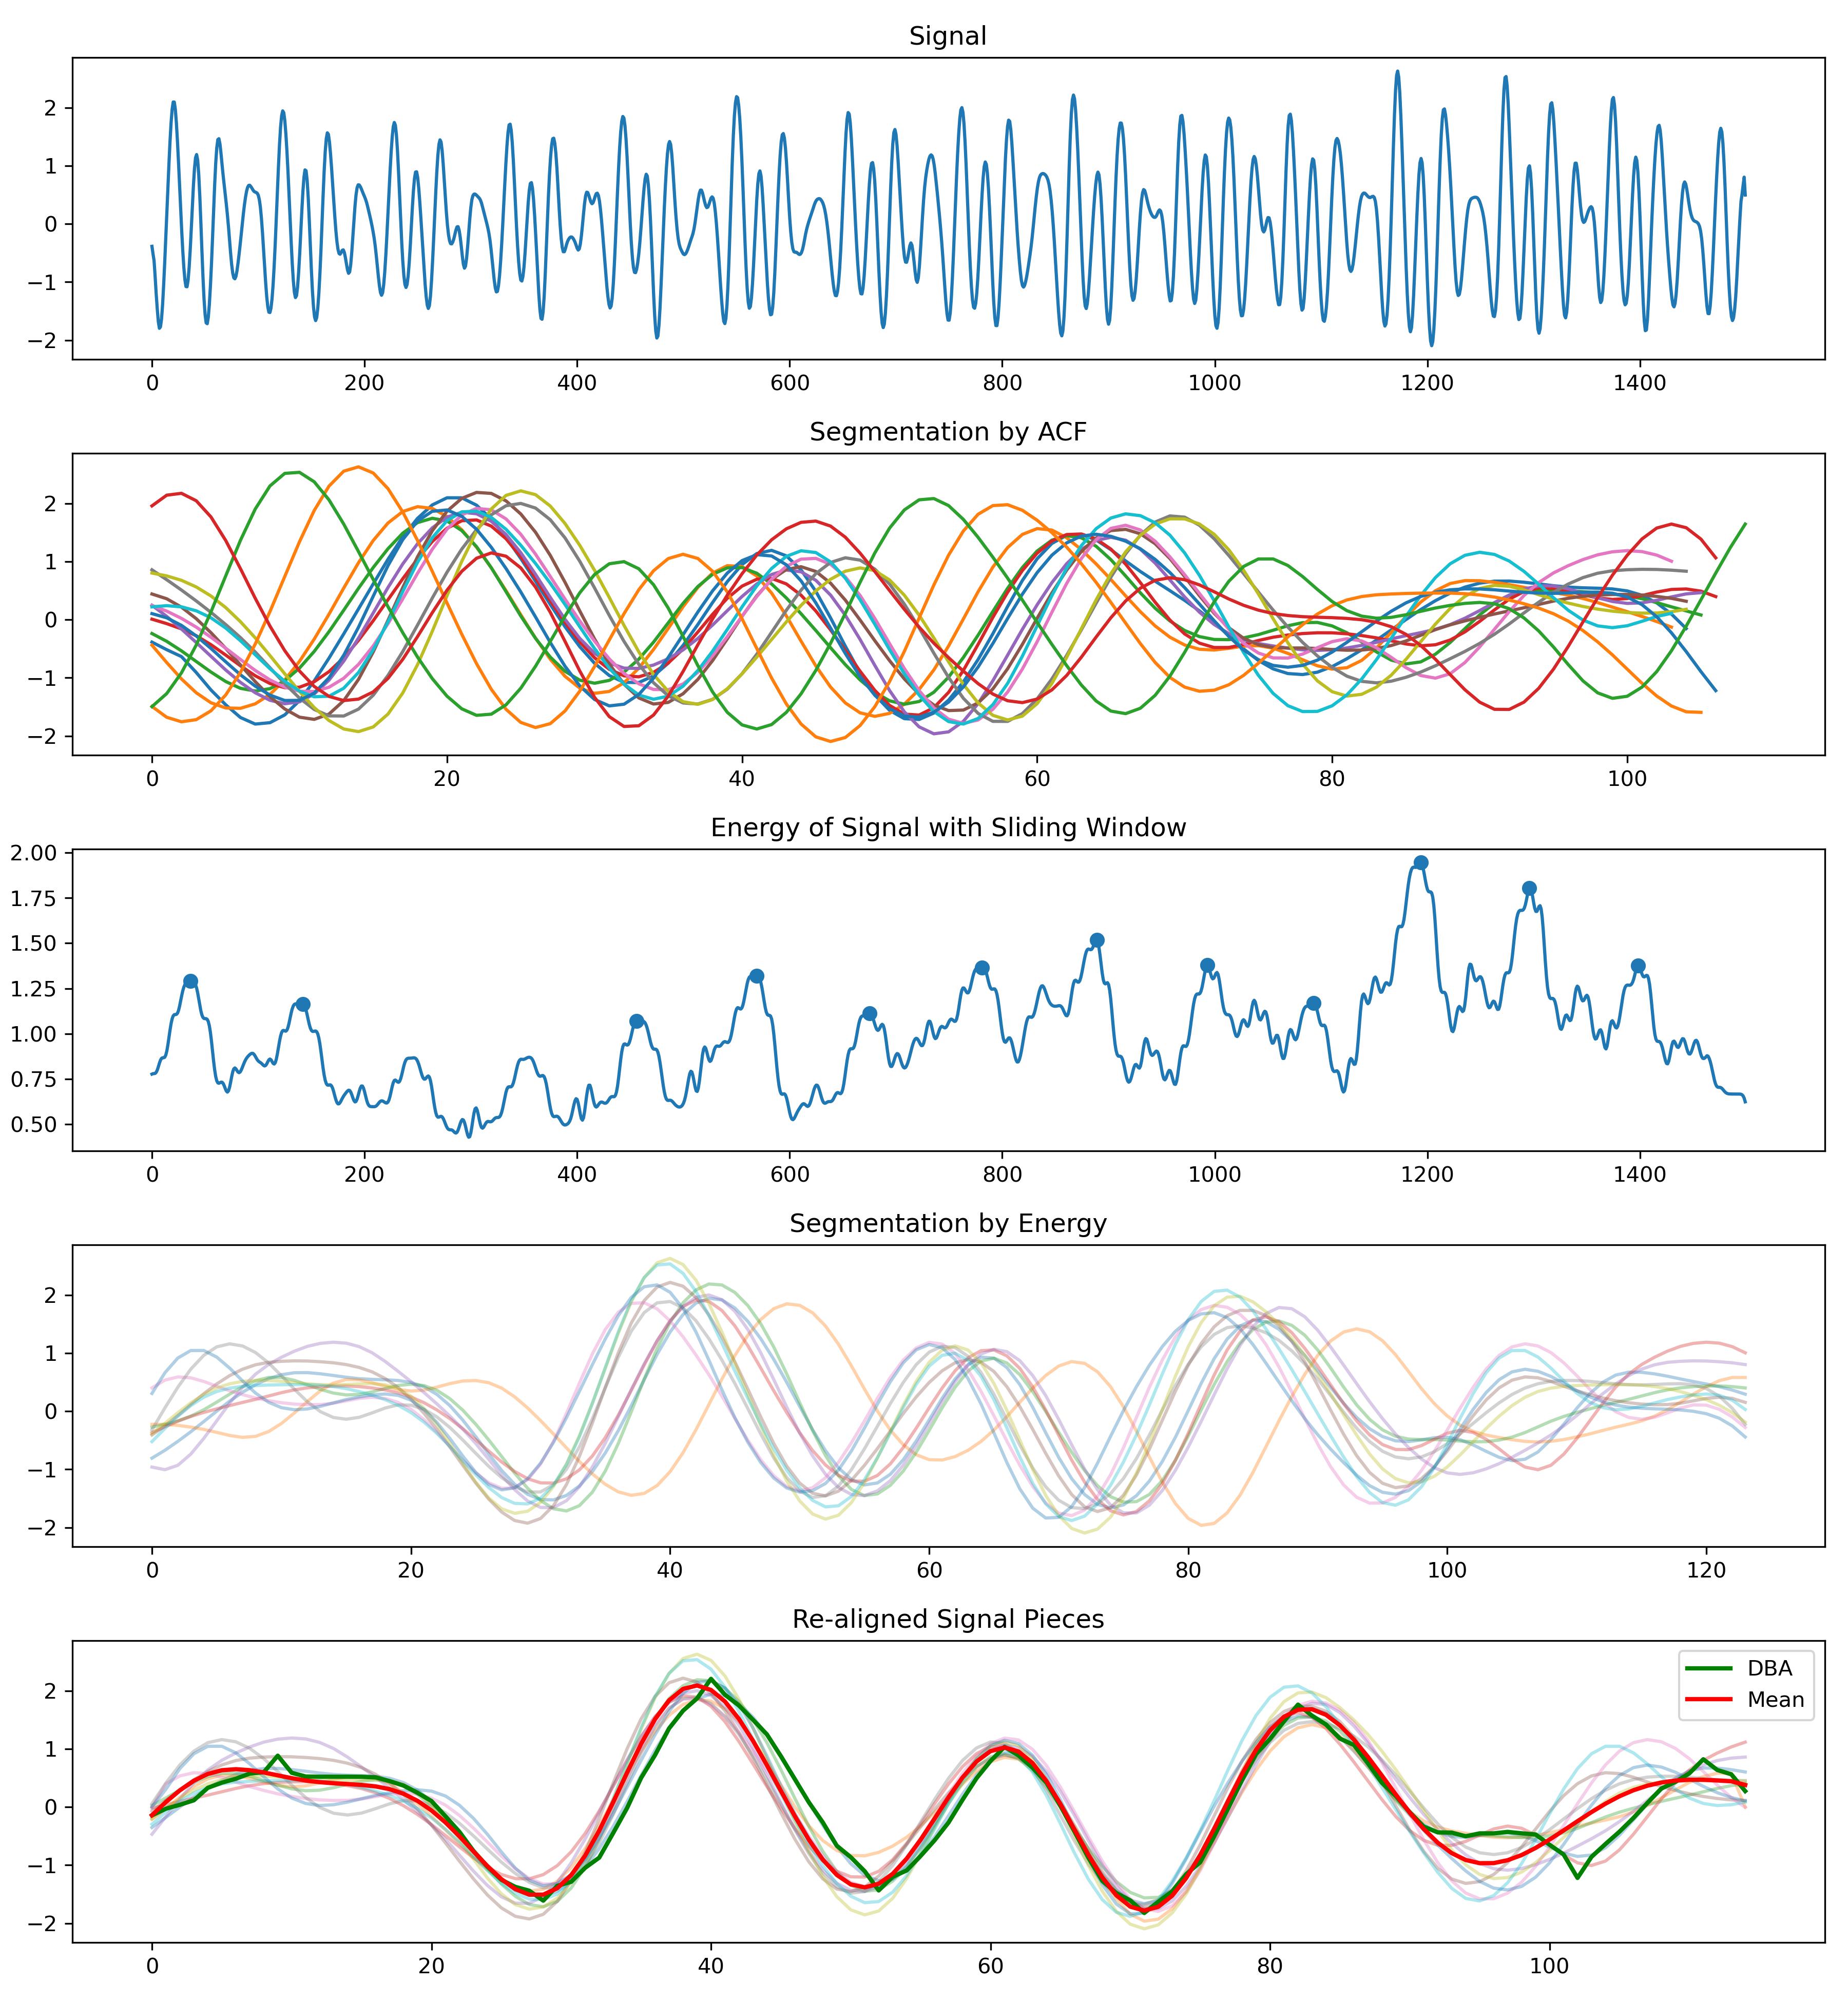 Signal
2
1
0
−1
−2
0 200 400 600 800 1000 1200 1400
Segmentation by ACF
2
1
0
−1
−2
0 20 40 60 80 100
Energy of Signal with Sliding Window
2.00
1.75
1.50
1.25
1.00
0.75
0.50
0 200 400 600 800 1000 1200 1400
Segmentation by Energy
2
1
0
−1
−2
0 20 40 60 80 100 120
Re-aligned Signal Pieces
DBA
Mean
2
1
0
−1
−2
0 20 40 60 80 100